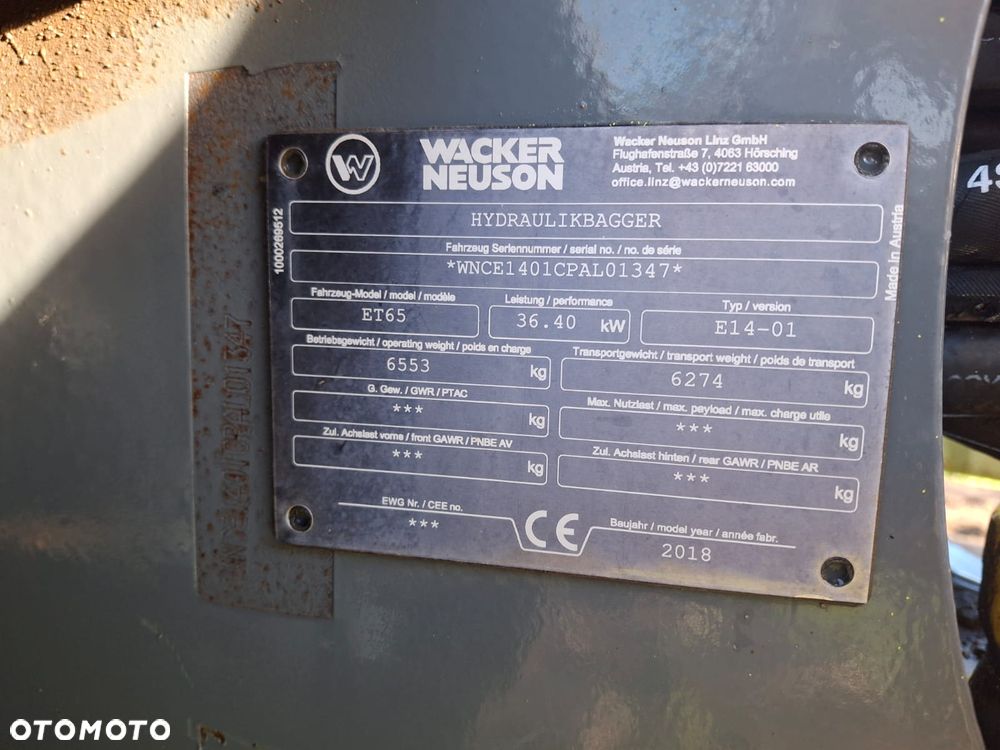 WACKER
NEUSON
Wacker Neuson Linz GmbH
Flughafenstraße 7, 4063 Hörsching
Austria, Tel. +43 (0)7221 63000
office.linz@wackerneuson.com
1000269512
Made in Austria
HYDRAULIKBAGGER
Fahrzeug Seriennummer / serial no. / no. de série
*WNCE1401CPAL01347*
Fahrzeug-Model / model / modèle
Leistung / performance
Typ / version
ET65
36.40 kW
E14-01
Betriebsgewicht / operating weight / poids en charge
Transportgewicht / transport weight / poids de transport
6553 kg
6274 kg
G. Gew. / GWR / PTAC
Max. Nutzlast / max. payload / max. charge utile
*** kg
*** kg
Zul. Achslast vorne / front GAWR / PNBE AV
Zul. Achslast hinten / rear GAWR / PNBE AR
*** kg
*** kg
EWG Nr. / CEE no.
***
CE
Baujahr / model year / année fabr.
2018
OTOMOTO